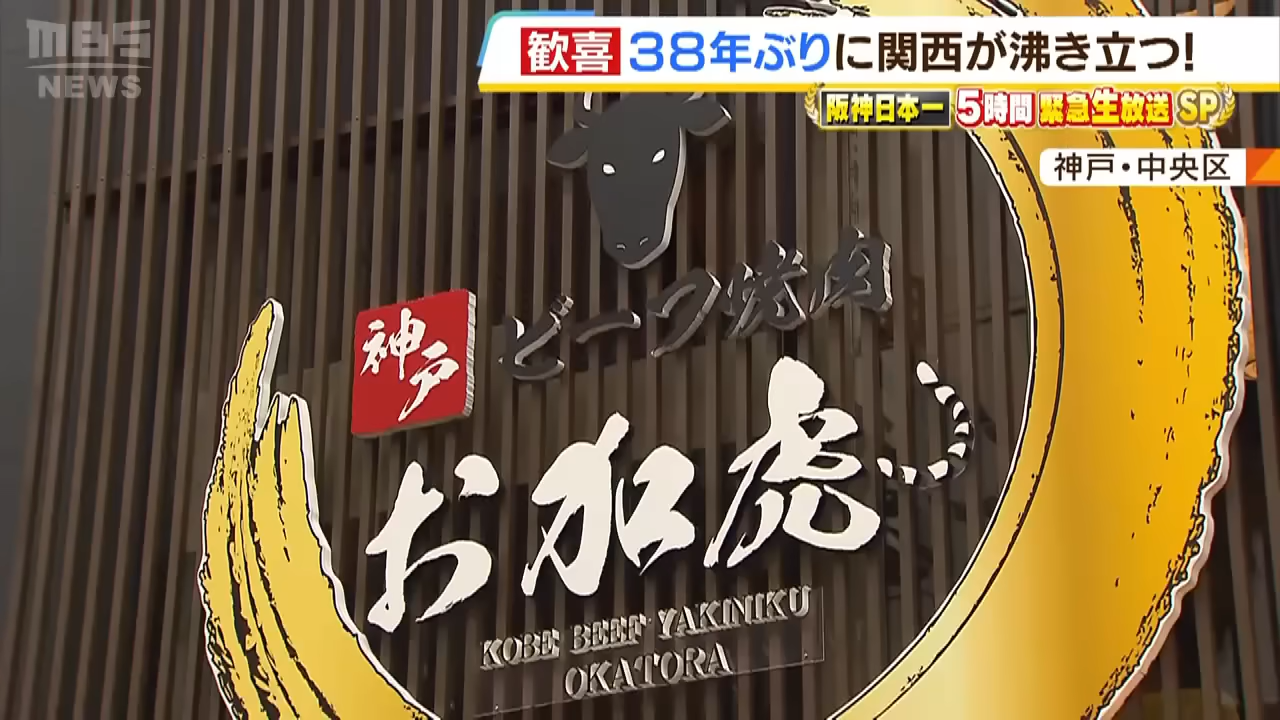 MBS
NEWS
歓喜 38年ぶりに関西が沸き立つ!
阪神日本一 5時間 緊急生放送 SP
神戸・中央区
神戸
ビーフ焼肉
お加虎
KOBE BEEF YAKINIKU
OKATORA